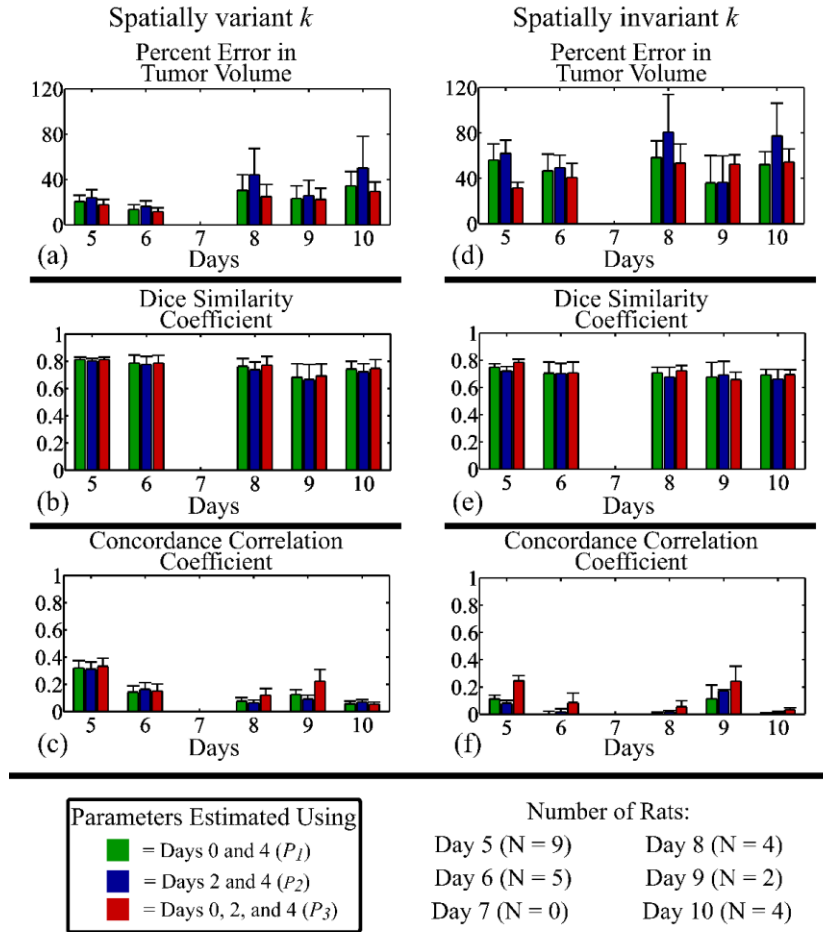 Spatially variant k
Percent Error in
Tumor Volume
120
80
40
0
5 6 7 8 9 10
(a)
Days
Dice Similarity
Coefficient
1
0.8
0.6
0.4
0.2
0
5 6 7 8 9 10
(b)
Days
Concordance Correlation
Coefficient
1
0.8
0.6
0.4
0.2
0
5 6 7 8 9 10
(c)
Days
Spatially invariant k
Percent Error in
Tumor Volume
120
80
40
0
5 6 7 8 9 10
(d)
Days
Dice Similarity
Coefficient
1
0.8
0.6
0.4
0.2
0
5 6 7 8 9 10
(e)
Days
Concordance Correlation
Coefficient
1
0.8
0.6
0.4
0.2
0
5 6 7 8 9 10
(f)
Days
Parameters Estimated Using
= Days 0 and 4 (P1)
= Days 2 and 4 (P2)
= Days 0, 2, and 4 (P3)
Number of Rats:
Day 5 (N = 9) Day 8 (N = 4)
Day 6 (N = 5) Day 9 (N = 2)
Day 7 (N = 0) Day 10 (N = 4)